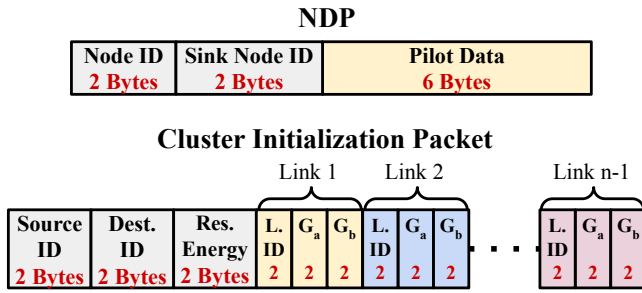 NDP
Node ID Sink Node ID Pilot Data
2 Bytes 2 Bytes 6 Bytes
Cluster Initialization Packet
Link 1 Link 2 Link n-1
Source Dest. Res. L. Ga Gb L. Ga Gb L. Ga Gb
ID ID Energy ID ID ID
2 Bytes 2 Bytes 2 Bytes 2 2 2 2 2 2 2 2 2